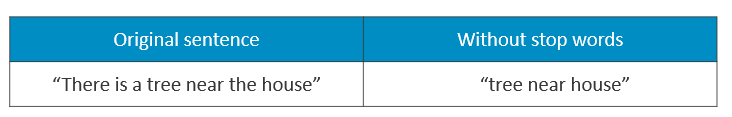 Original sentence
Without stop words
“There is a tree near the house”
“tree near house”